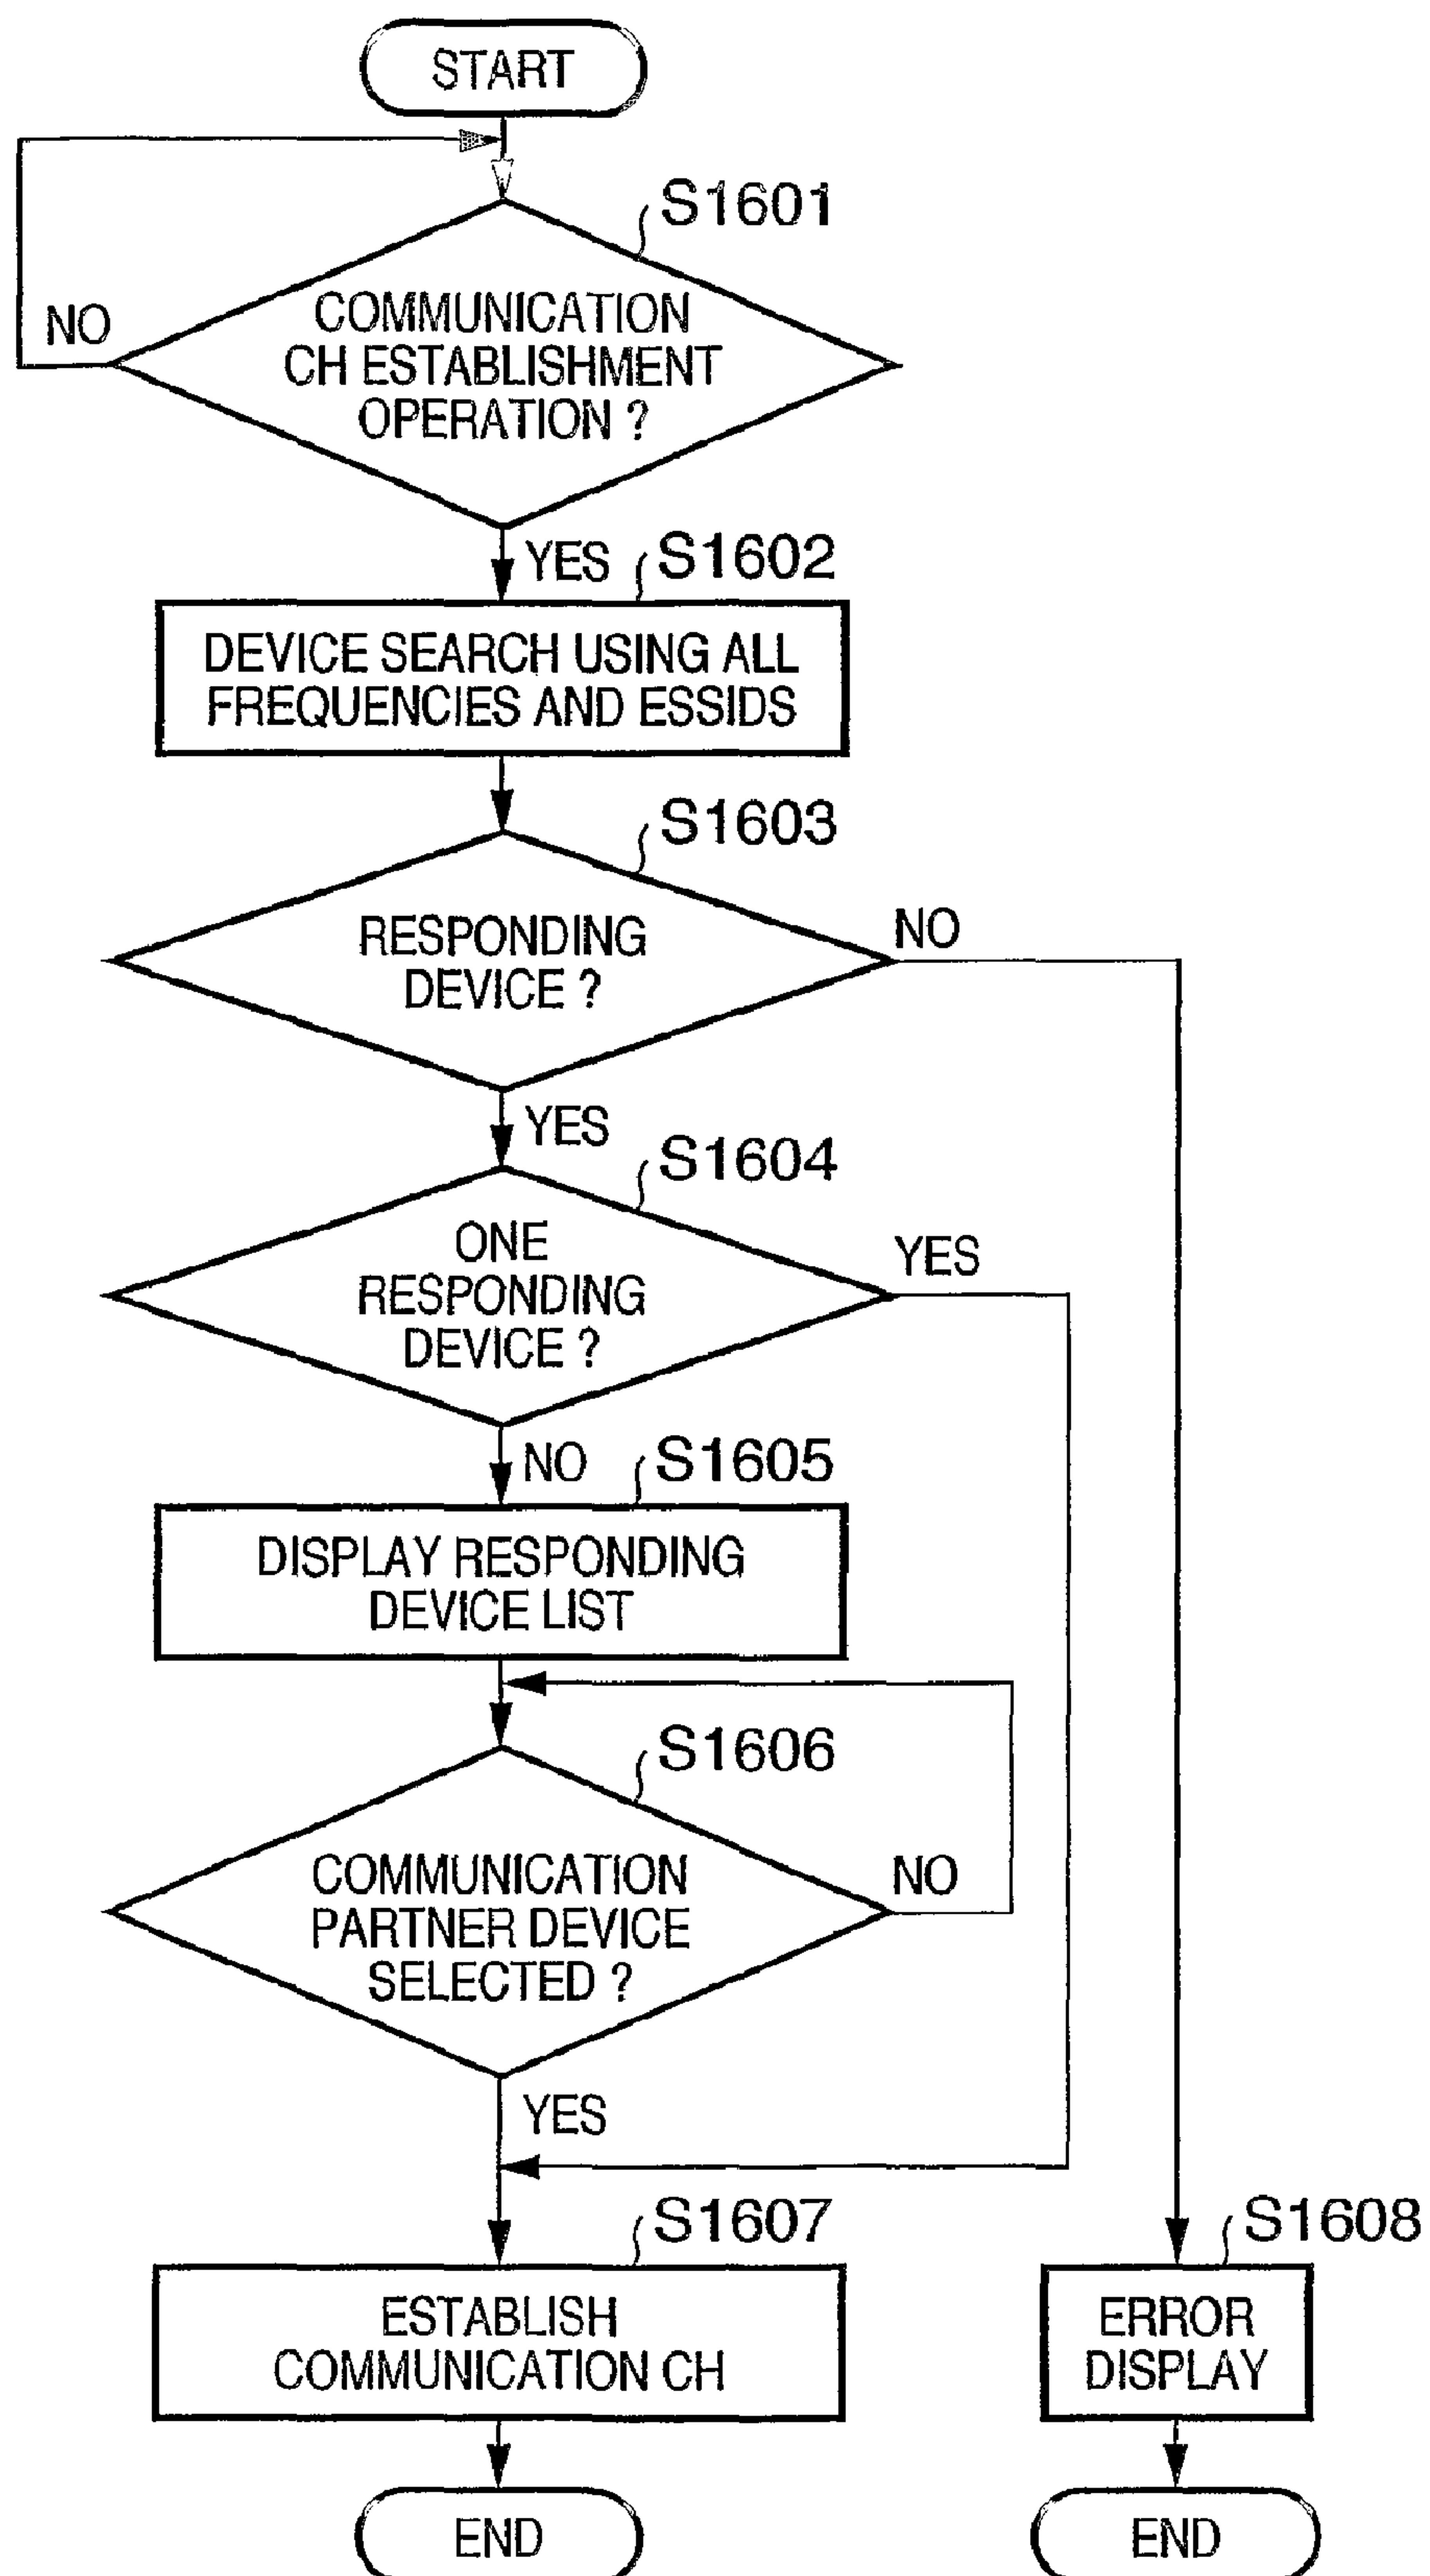 START
S1601
COMMUNICATION
CH ESTABLISHMENT
OPERATION ?
NO
YES
S1602
DEVICE SEARCH USING ALL
FREQUENCIES AND ESSIDS
S1603
RESPONDING
DEVICE ?
NO
YES
S1604
ONE
RESPONDING
DEVICE ?
YES
NO
S1605
DISPLAY RESPONDING
DEVICE LIST
S1606
COMMUNICATION
PARTNER DEVICE
SELECTED ?
NO
YES
S1607
ESTABLISH
COMMUNICATION CH
S1608
ERROR
DISPLAY
END
END